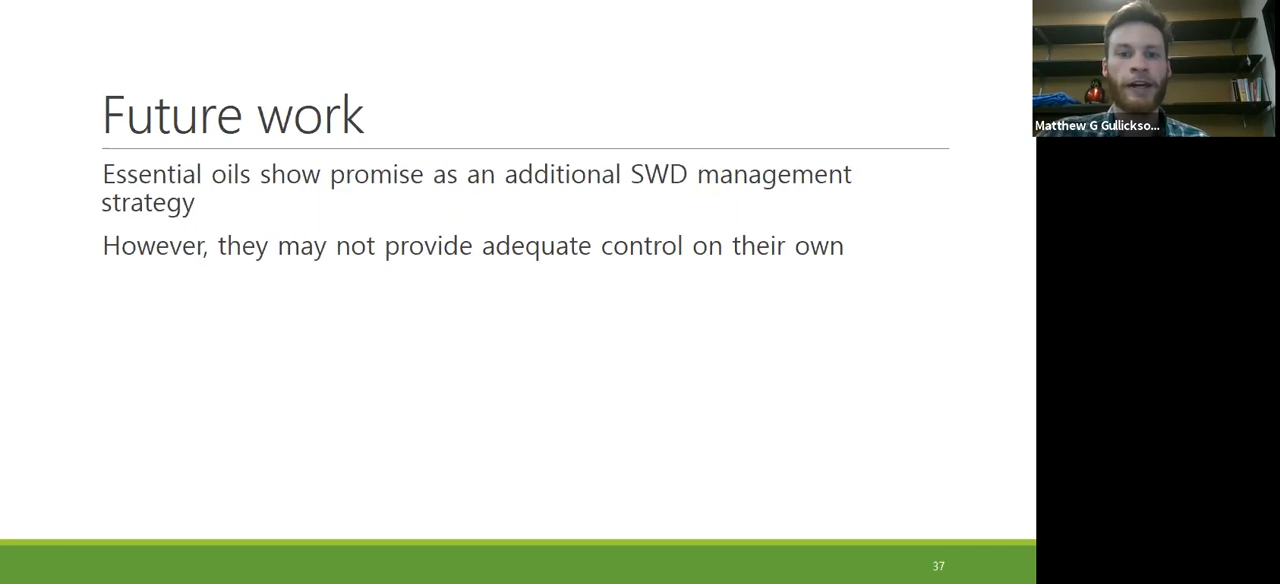 Future work
Essential oils show promise as an additional SWD management
strategy
However, they may not provide adequate control on their own
37
Matthew G Gullickso...